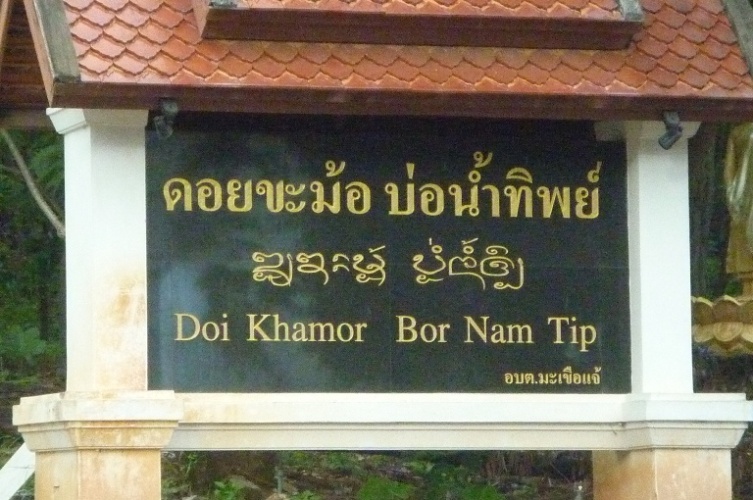 ดอยขะม้อ บ่อน้ำทิพย์
Doi Khamor Bor Nam Tip
อบต.มะเขือแจ้